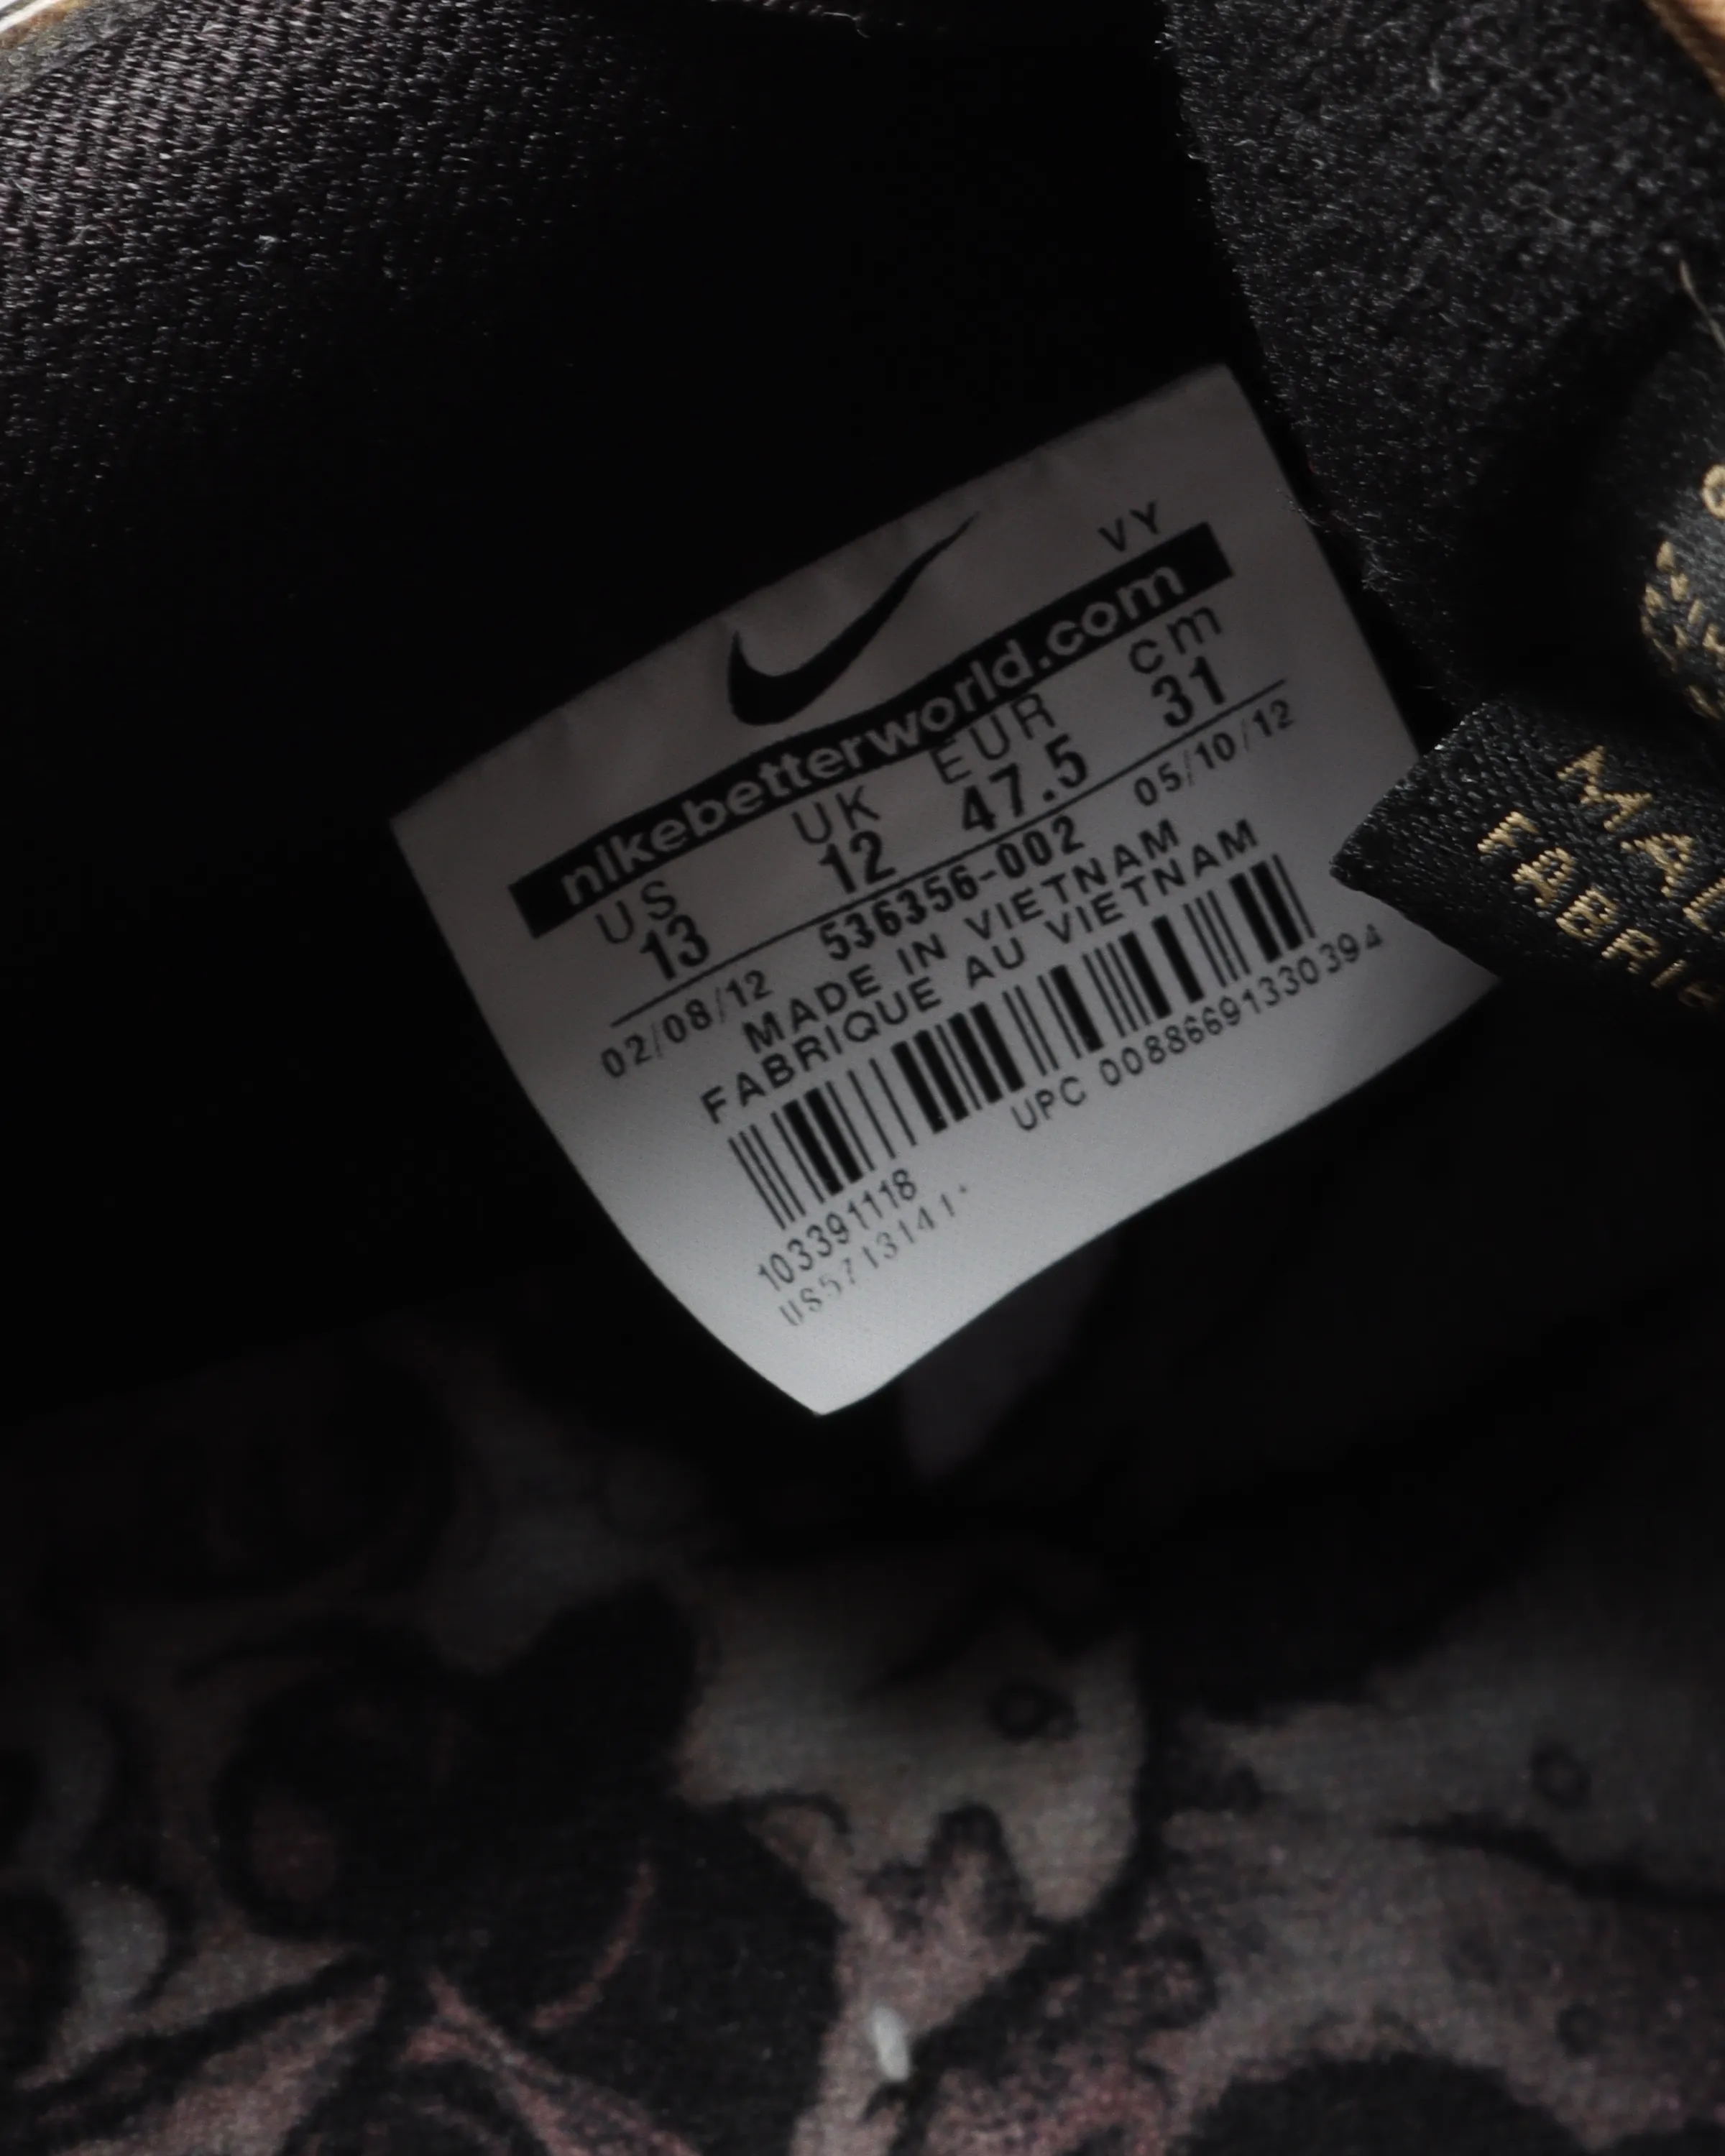 VY
nikebetterworld.com
US UK EUR cm
13 12 47.5 31
02/08/12 536356-002 05/10/12
MADE IN VIETNAM
FABRIQUE AU VIETNAM
UPC 00886691330394
103391118